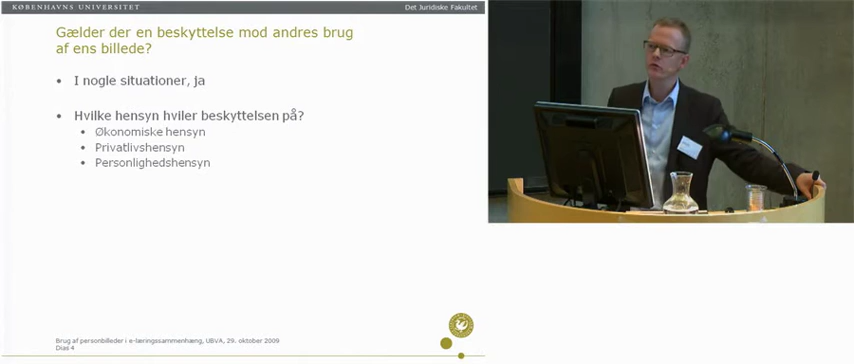 KØBENHAVNS UNIVERSITET
Det Juridiske Fakultet
Gælder der en beskyttelse mod andres brug
af ens billede?
• I nogle situationer, ja
• Hvilke hensyn hviler beskyttelsen på?
• Økonomiske hensyn
• Privatlivshensyn
• Personlighedshensyn
Brug af personbilleder i e-læringssammenhæng, UBVA, 29. oktober 2009
Dias 4